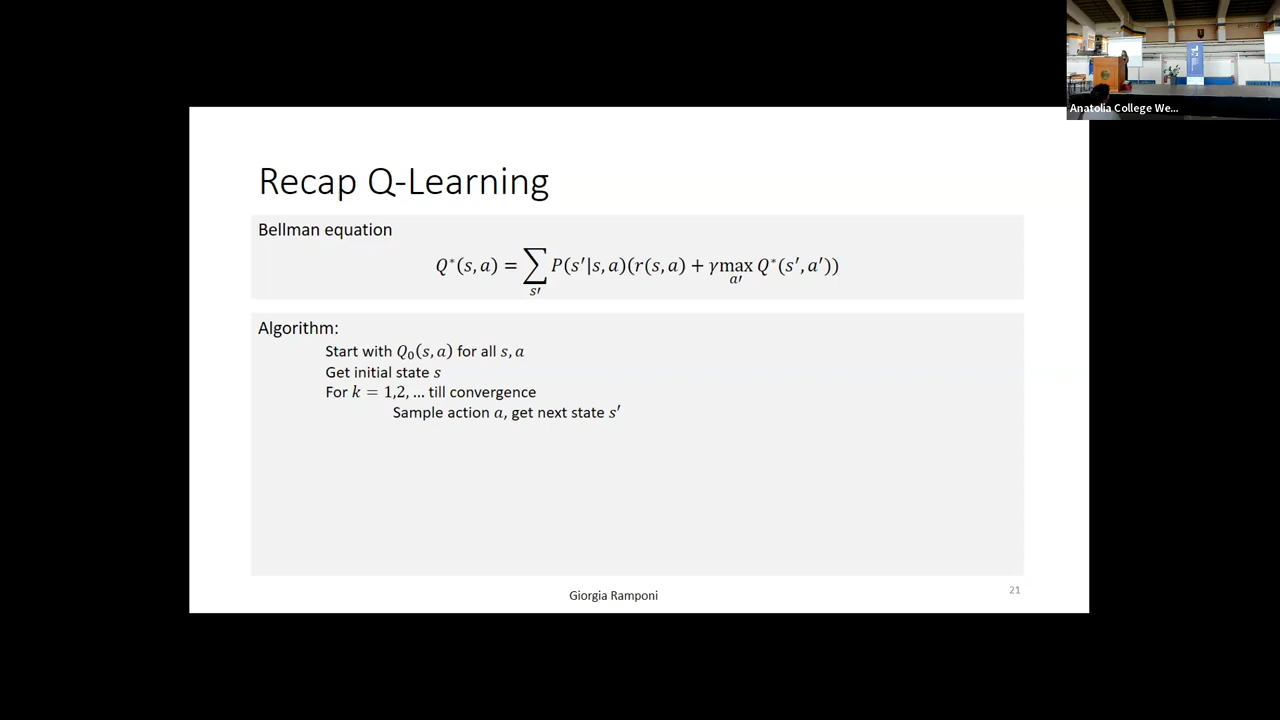 Anatolia College We...
Recap Q-Learning
Bellman equation
Q*(s, a) = ∑_{s′} P(s′|s, a)(r(s, a) + γ max_{a′} Q*(s′, a′))
Algorithm:
Start with Q₀(s, a) for all s, a
Get initial state s
For k = 1,2, ... till convergence
Sample action a, get next state s′
Giorgia Ramponi
21